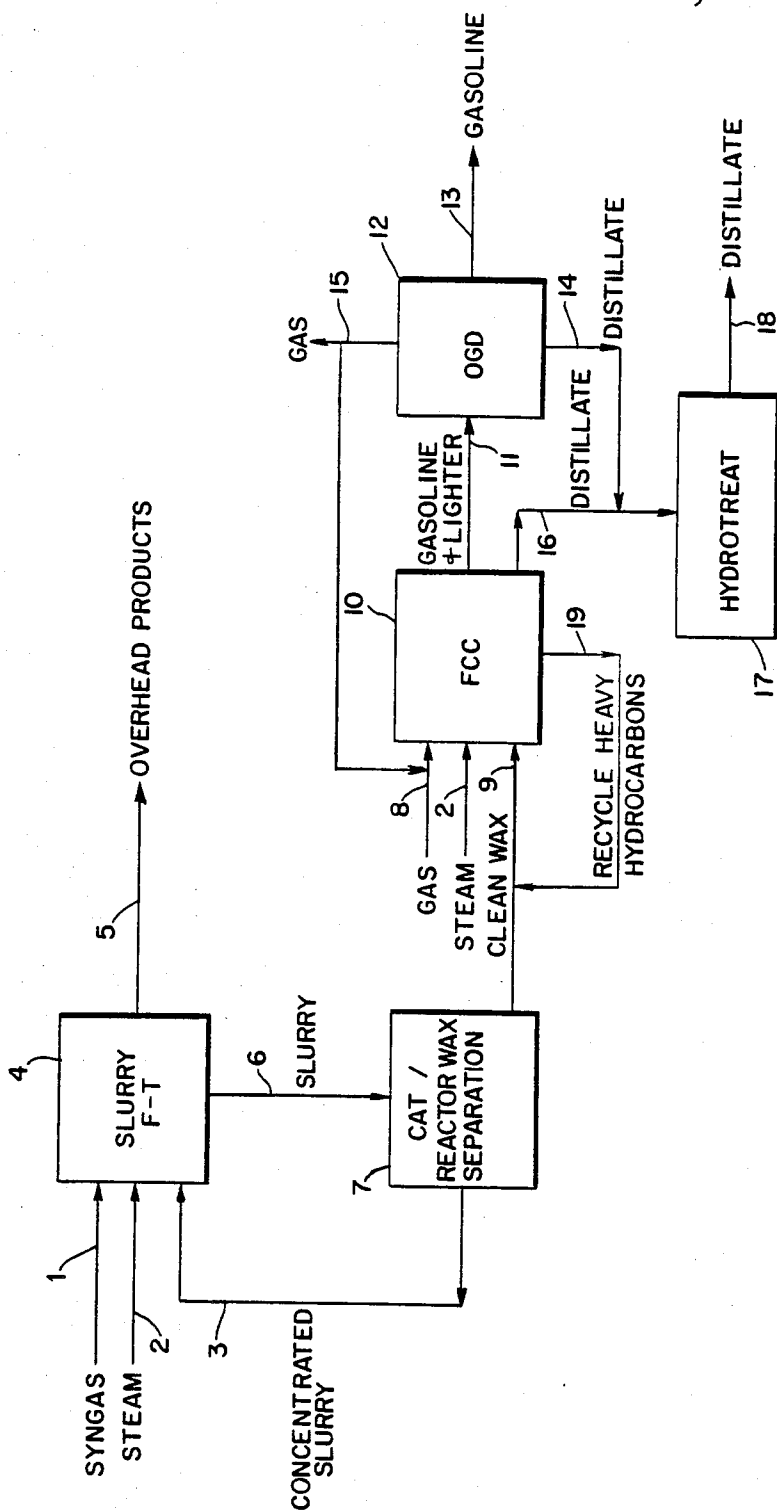 SYNGAS
1
STEAM
2
3
CONCENTRATED
SLURRY
4
SLURRY
F-T
5
OVERHEAD PRODUCTS
6
SLURRY
7
CAT /
REACTOR WAX
SEPARATION
GAS
8
STEAM
2
CLEAN WAX
9
10
FCC
19
RECYCLE HEAVY
HYDROCARBONS
GASOLINE
+ LIGHTER
11
16
DISTILLATE
12
OGD
GAS
15
13
GASOLINE
14
DISTILLATE
17
HYDROTREAT
18
DISTILLATE